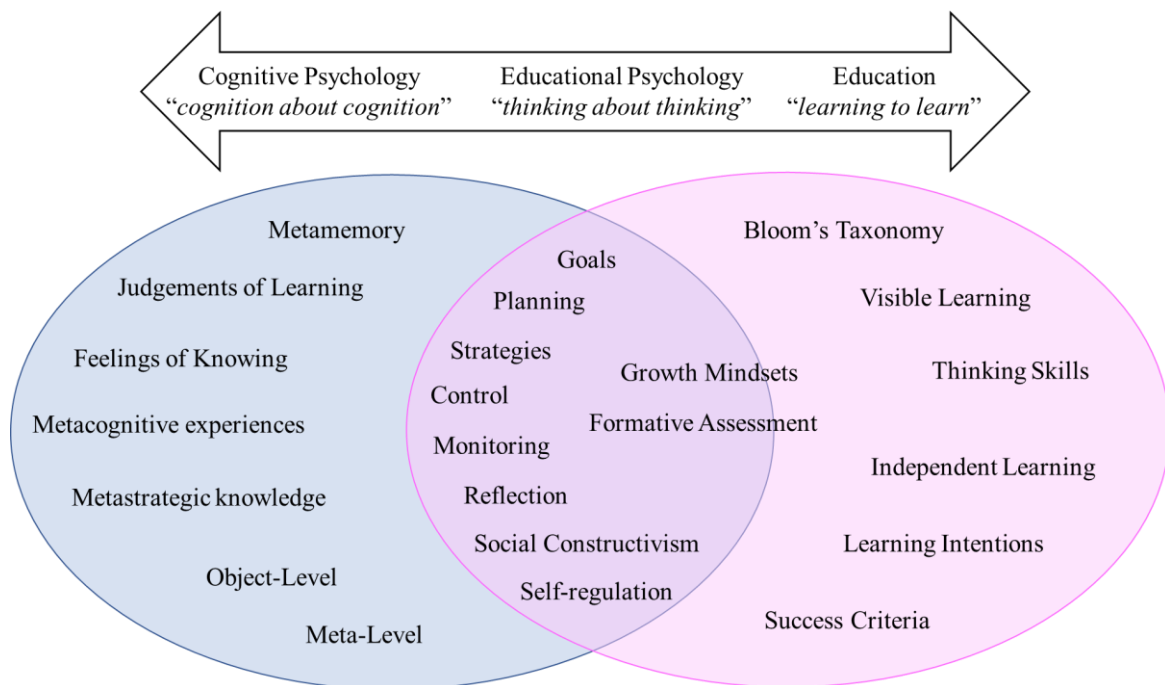 Cognitive Psychology
“cognition about cognition”
Educational Psychology
“thinking about thinking”
Education
“learning to learn”
Metamemory
Judgements of Learning
Feelings of Knowing
Metacognitive experiences
Metastrategic knowledge
Object-Level
Meta-Level
Goals
Planning
Strategies
Growth Mindsets
Control
Formative Assessment
Monitoring
Reflection
Social Constructivism
Self-regulation
Bloom’s Taxonomy
Visible Learning
Thinking Skills
Independent Learning
Learning Intentions
Success Criteria